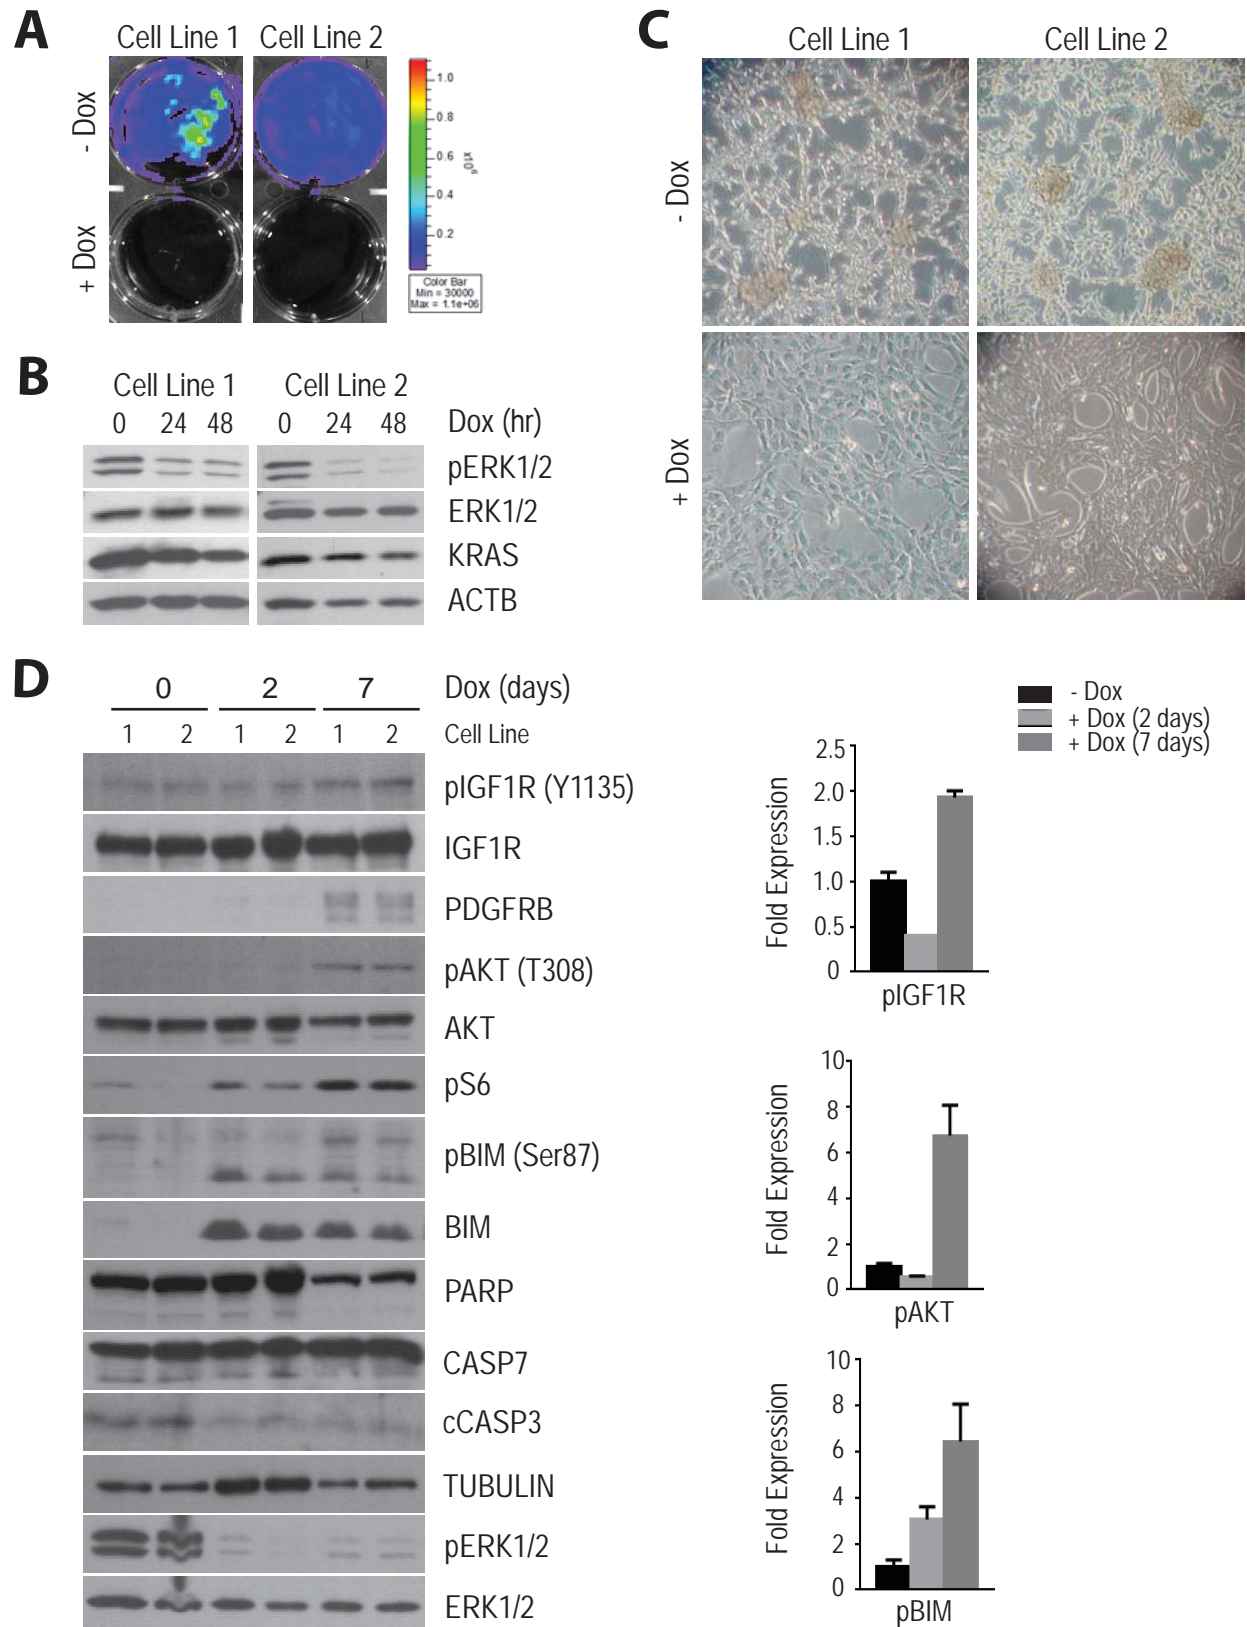 A
Cell Line 1 Cell Line 2
- Dox
+ Dox
1.0
0.8
0.6
0.4
0.2
Color Bar
Min = 30000
Max = 1.1e+06
B
Cell Line 1 Cell Line 2
0 24 48 0 24 48 Dox (hr)
pERK1/2
ERK1/2
KRAS
ACTB
C
Cell Line 1 Cell Line 2
- Dox
+ Dox
D
0 2 7 Dox (days)
1 2 1 2 1 2 Cell Line
pIGF1R (Y1135)
IGF1R
PDGFRB
pAKT (T308)
AKT
pS6
pBIM (Ser87)
BIM
PARP
CASP7
cCASP3
TUBULIN
pERK1/2
ERK1/2
- Dox
+ Dox (2 days)
+ Dox (7 days)
Fold Expression
2.5
2.0
1.5
1.0
0.5
0
pIGF1R
Fold Expression
10
8
6
4
2
0
pAKT
Fold Expression
10
8
6
4
2
0
pBIM